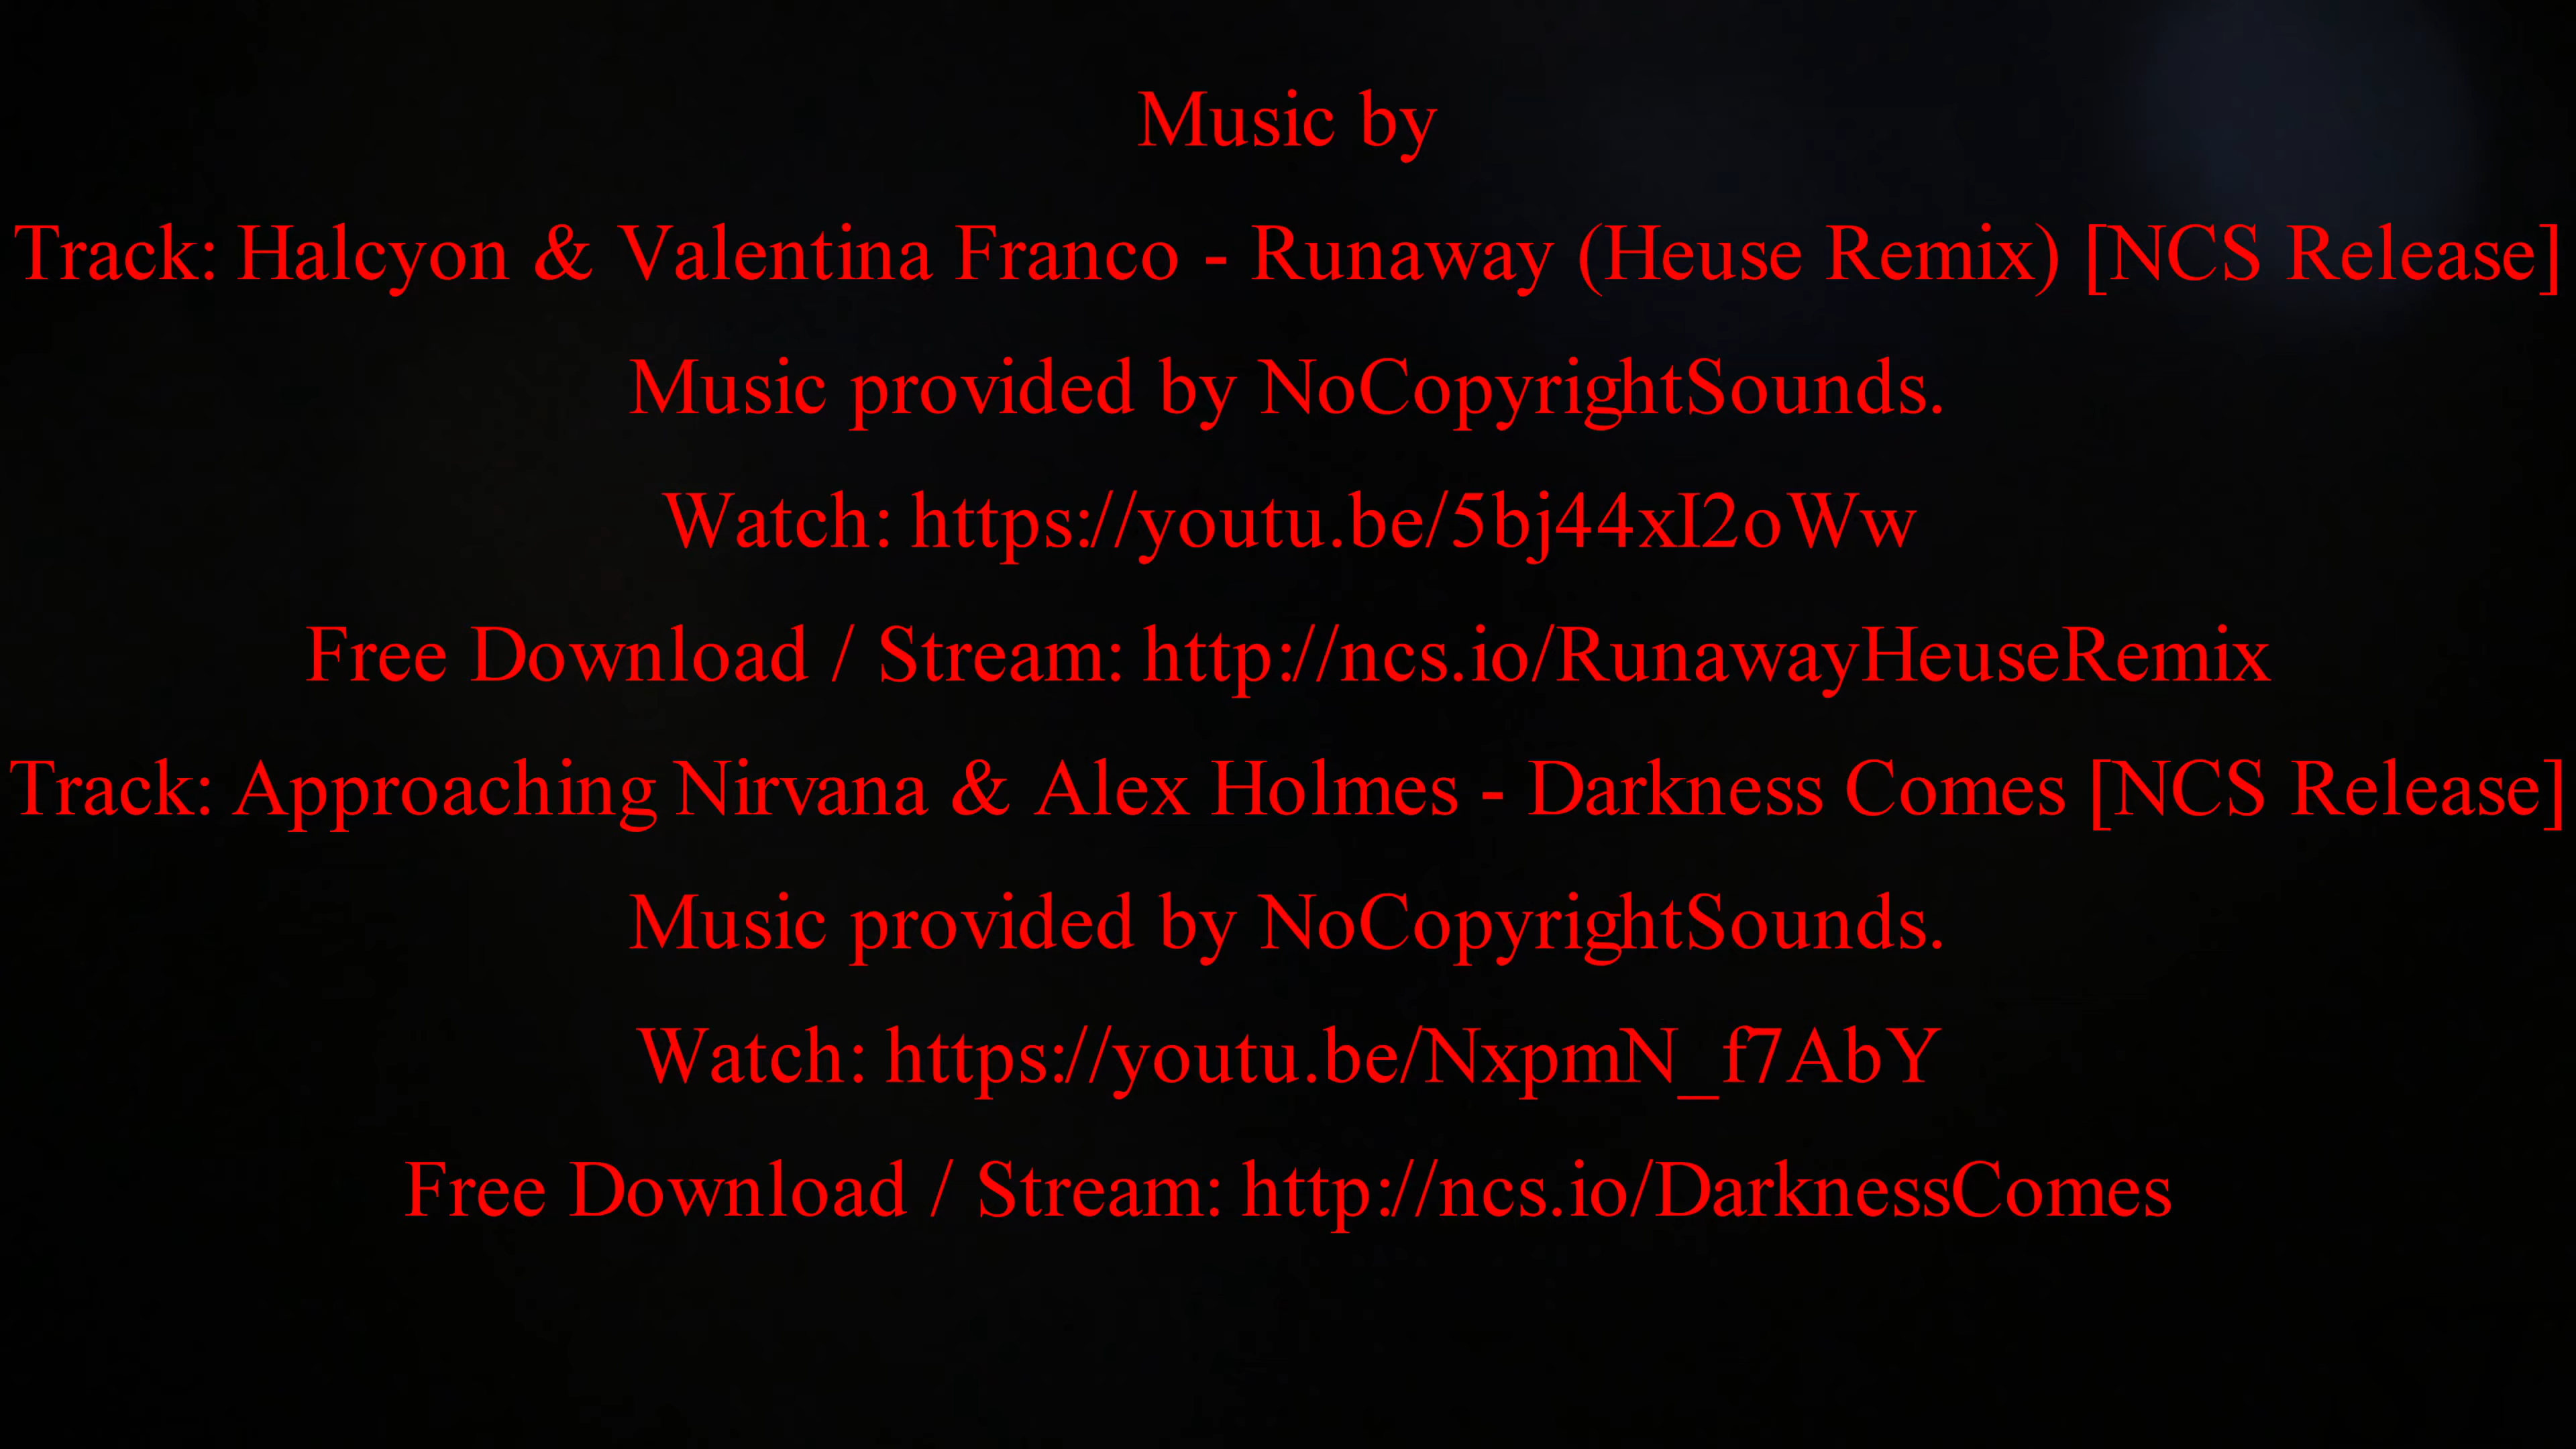 Music by
Track: Halcyon & Valentina Franco - Runaway (Heuse Remix) [NCS Release]
Music provided by NoCopyrightSounds.
Watch: https://youtu.be/5bj44xI2oWw
Free Download / Stream: http://ncs.io/RunawayHeuseRemix
Track: Approaching Nirvana & Alex Holmes - Darkness Comes [NCS Release]
Music provided by NoCopyrightSounds.
Watch: https://youtu.be/NxpmN_f7AbY
Free Download / Stream: http://ncs.io/DarknessComes